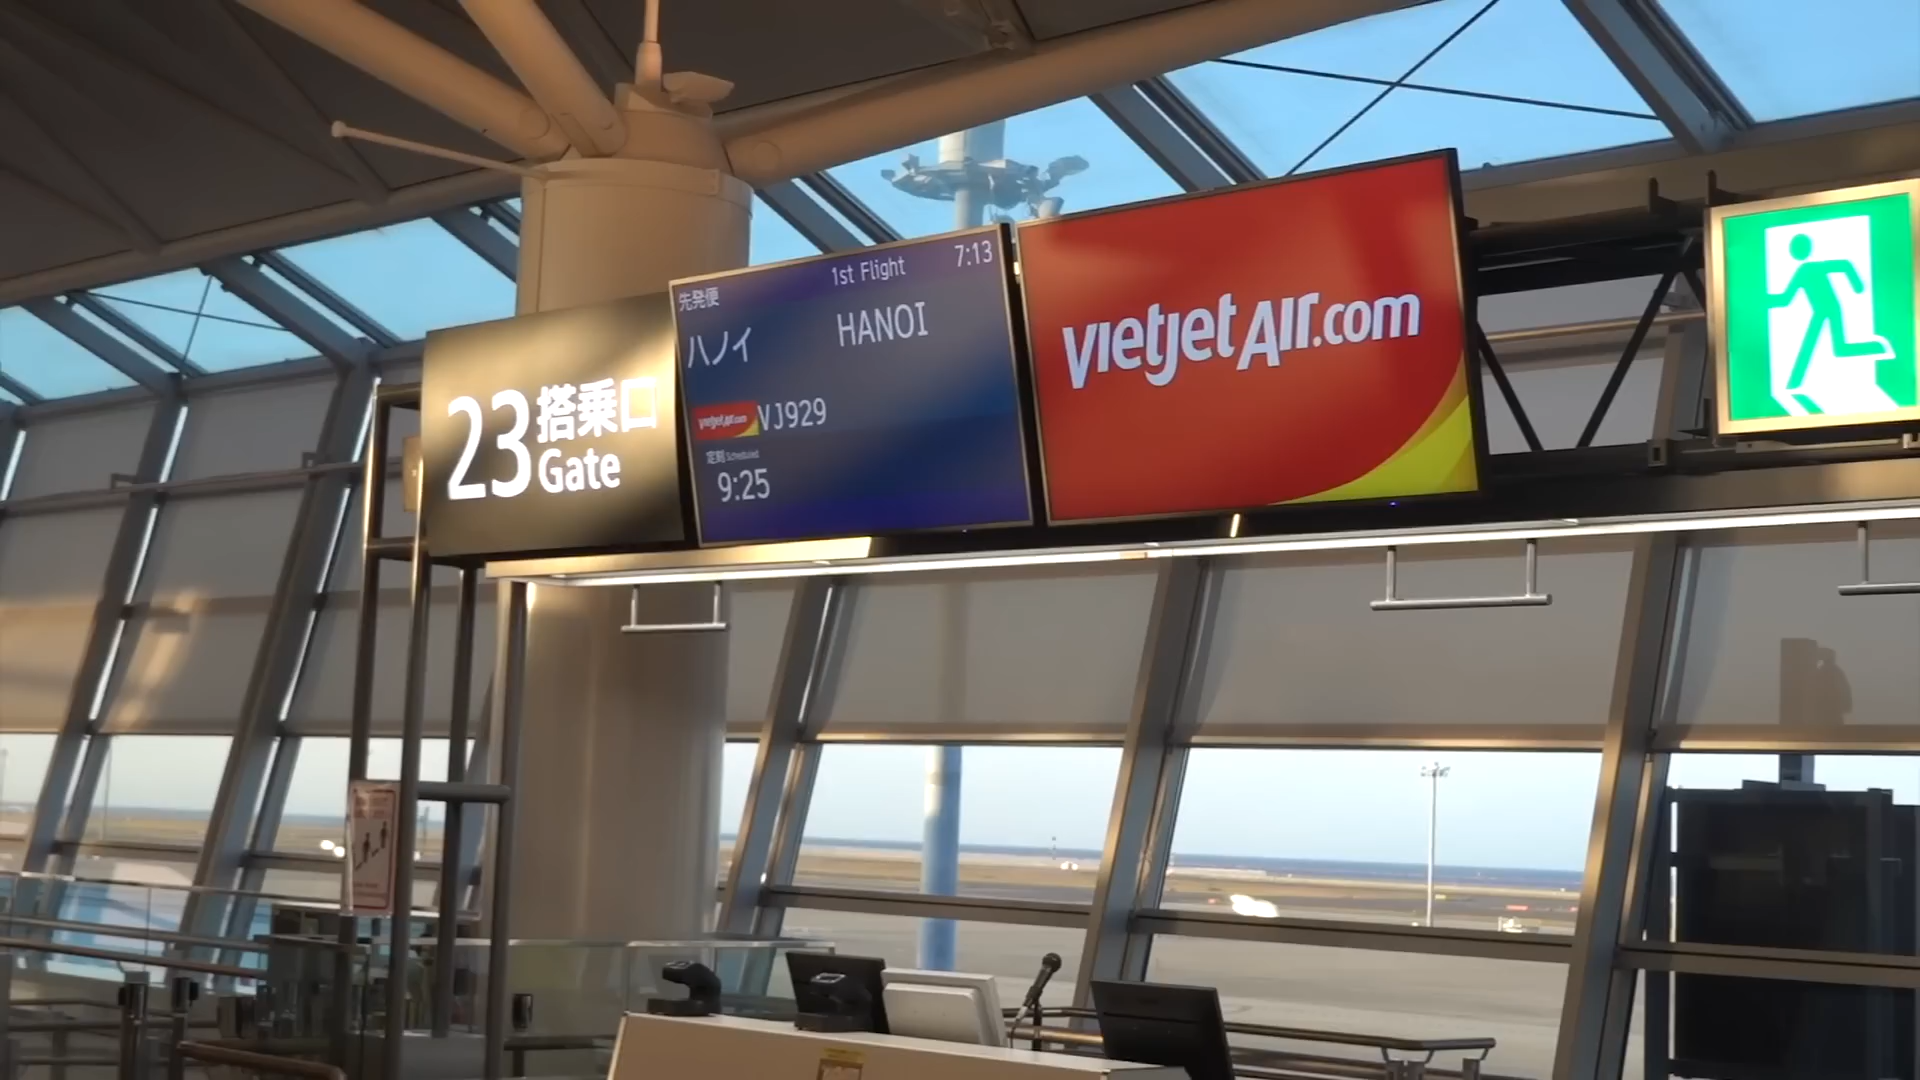 23 搭乗口
Gate
先発便 1st Flight 7:13
ハノイ HANOI
vietjetAir.com VJ929
定刻 Scheduled
9:25
vietjetAir.com